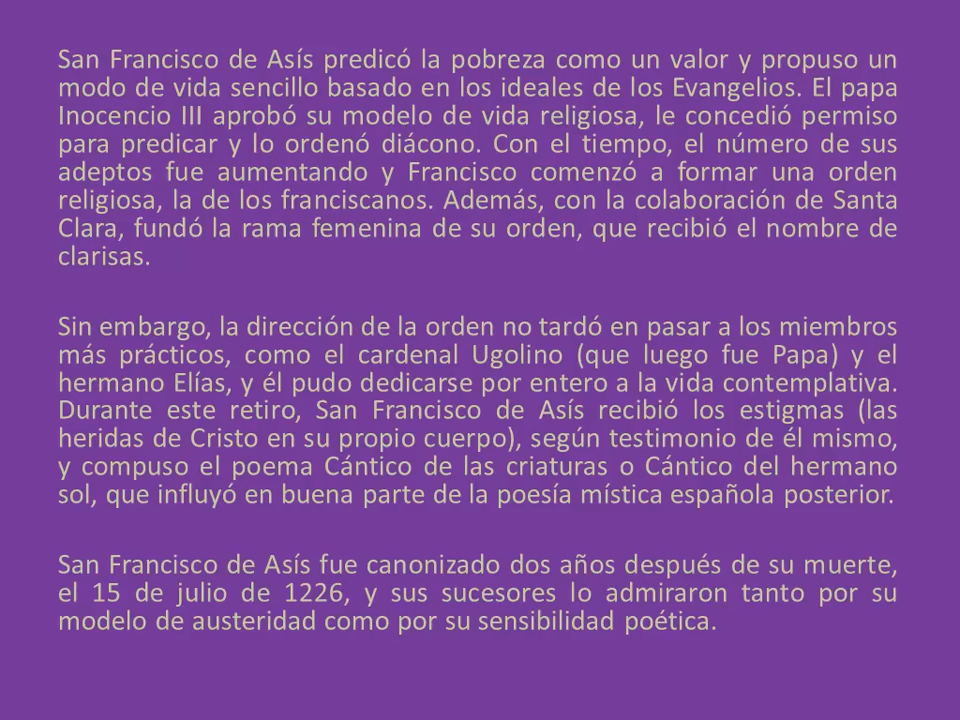 San Francisco de Asís predicó la pobreza como un valor y propuso un
modo de vida sencillo basado en los ideales de los Evangelios. El papa
Inocencio III aprobó su modelo de vida religiosa, le concedió permiso
para predicar y lo ordenó diácono. Con el tiempo, el número de sus
adeptos fue aumentando y Francisco comenzó a formar una orden
religiosa, la de los franciscanos. Además, con la colaboración de Santa
Clara, fundó la rama femenina de su orden, que recibió el nombre de
clarisas.
Sin embargo, la dirección de la orden no tardó en pasar a los miembros
más prácticos, como el cardenal Ugolino (que luego fue Papa) y el
hermano Elías, y él pudo dedicarse por entero a la vida contemplativa.
Durante este retiro, San Francisco de Asís recibió los estigmas (las
heridas de Cristo en su propio cuerpo), según testimonio de él mismo,
y compuso el poema Cántico de las criaturas o Cántico del hermano
sol, que influyó en buena parte de la poesía mística española posterior.
San Francisco de Asís fue canonizado dos años después de su muerte,
el 15 de julio de 1226, y sus sucesores lo admiraron tanto por su
modelo de austeridad como por su sensibilidad poética.